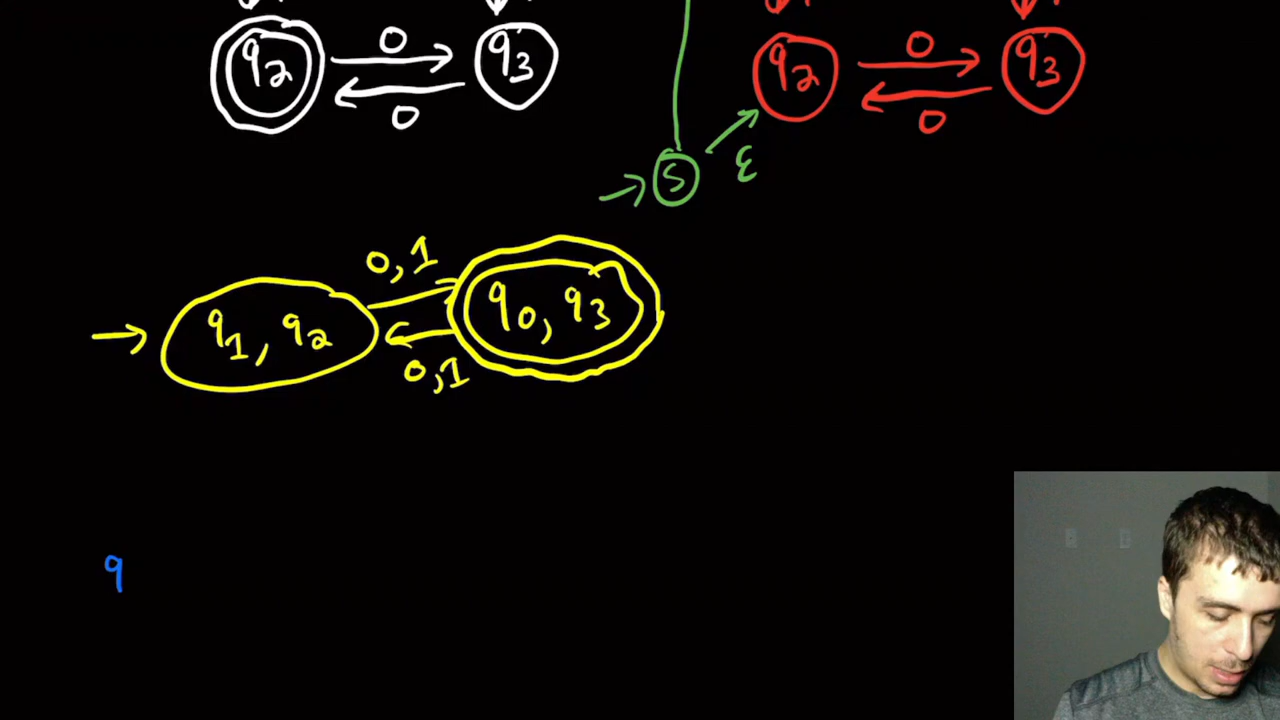 q2 0 q3 q2 0 q3
0 0
S ε
0,1
q1, q2 q0, q3
0,1
q